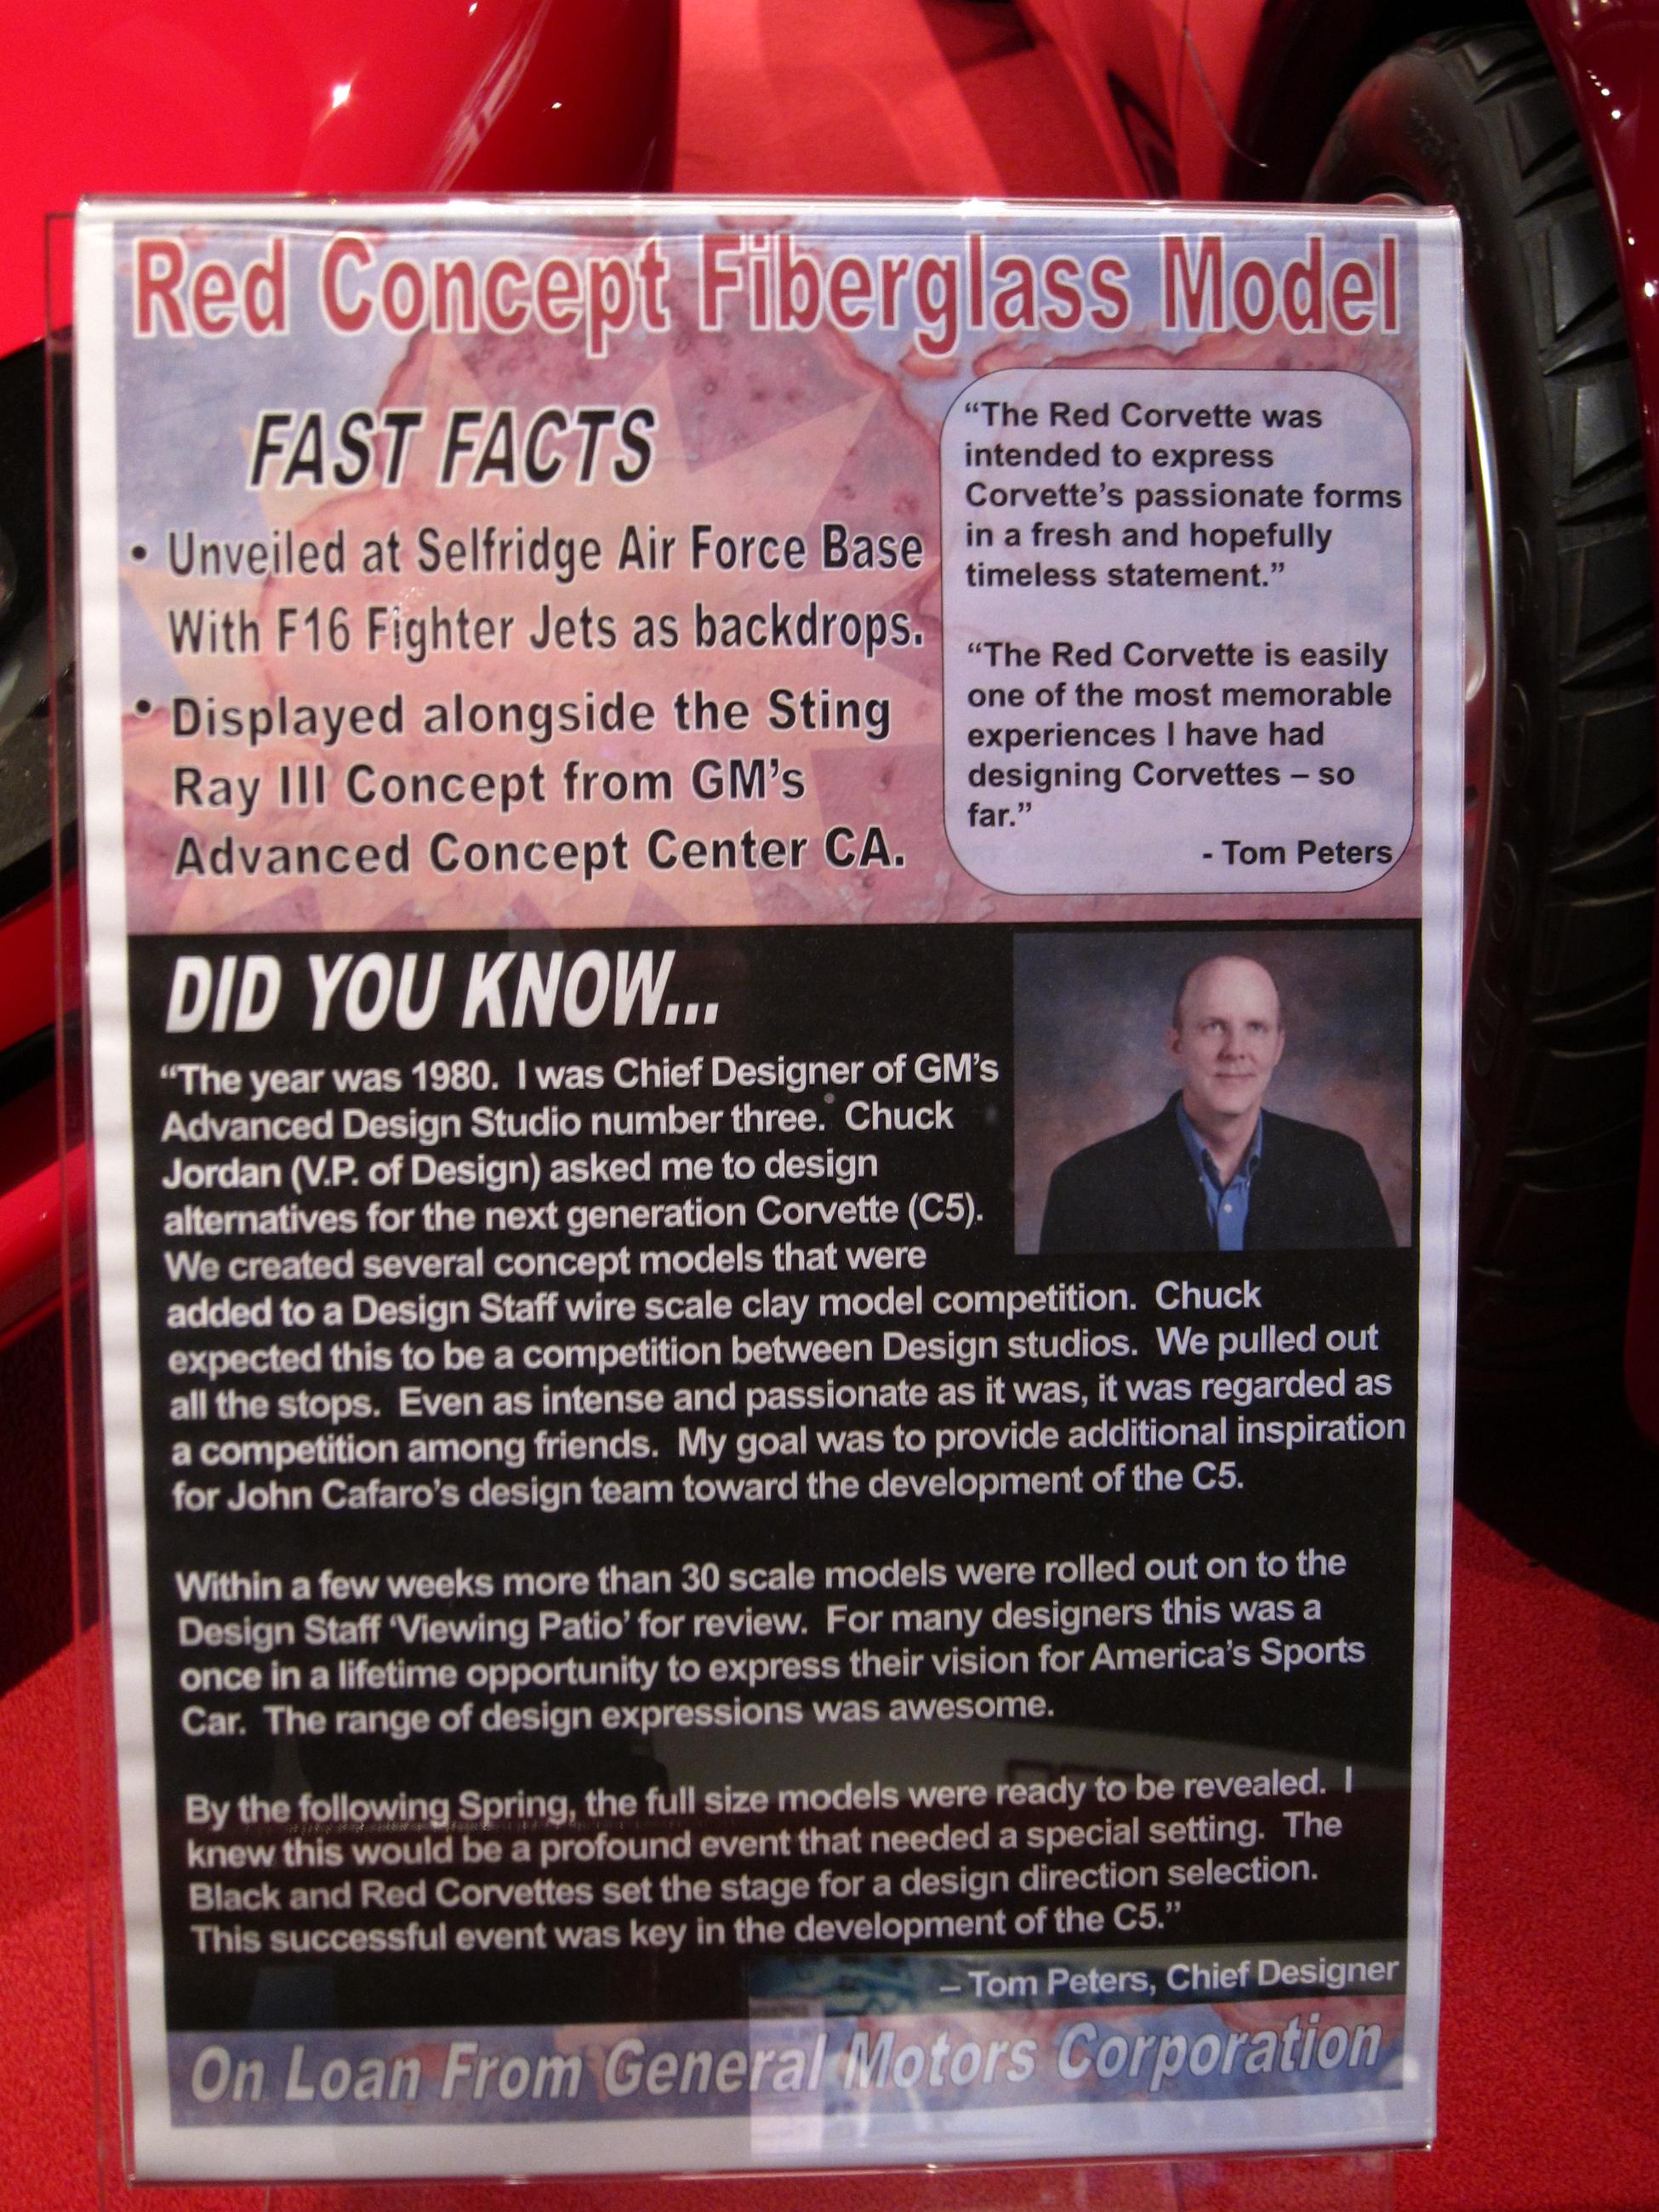 Red Concept Fiberglass Model
FAST FACTS
• Unveiled at Selfridge Air Force Base
With F16 Fighter Jets as backdrops.
• Displayed alongside the Sting
Ray III Concept from GM's
Advanced Concept Center CA.
“The Red Corvette was
intended to express
Corvette's passionate forms
in a fresh and hopefully
timeless statement.”
“The Red Corvette is easily
one of the most memorable
experiences I have had
designing Corvettes – so
far.”
- Tom Peters
DID YOU KNOW...
“The year was 1980. I was Chief Designer of GM's
Advanced Design Studio number three. Chuck
Jordan (V.P. of Design) asked me to design
alternatives for the next generation Corvette (C5).
We created several concept models that were
added to a Design Staff wire scale clay model competition. Chuck
expected this to be a competition between Design studios. We pulled out
all the stops. Even as intense and passionate as it was, it was regarded as
a competition among friends. My goal was to provide additional inspiration
for John Cafaro's design team toward the development of the C5.
Within a few weeks more than 30 scale models were rolled out on to the
Design Staff ‘Viewing Patio’ for review. For many designers this was a
once in a lifetime opportunity to express their vision for America's Sports
Car. The range of design expressions was awesome.
By the following Spring, the full size models were ready to be revealed. I
knew this would be a profound event that needed a special setting. The
Black and Red Corvettes set the stage for a design direction selection.
This successful event was key in the development of the C5.”
– Tom Peters, Chief Designer
On Loan From General Motors Corporation